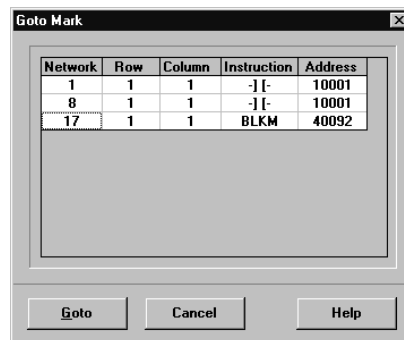 Goto Mark
Network Row Column Instruction Address
1 1 1 -] [- 10001
8 1 1 -] [- 10001
17 1 1 BLKM 40092
Goto Cancel Help